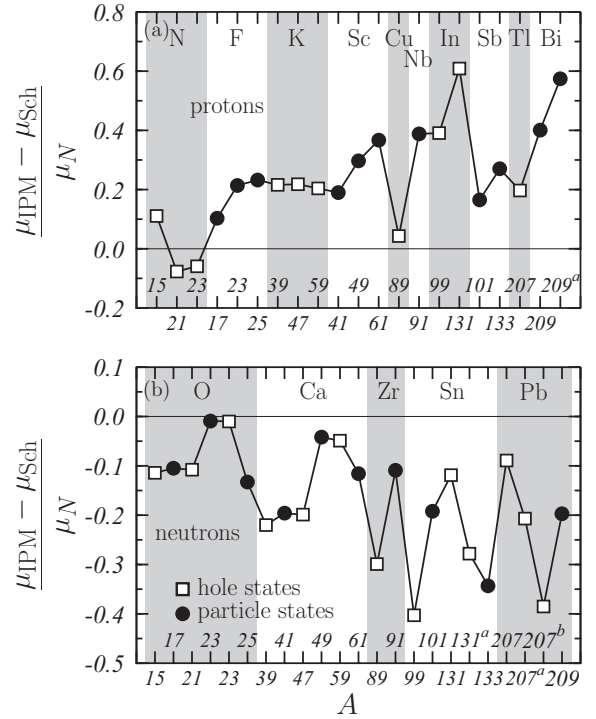 (a) N F K Sc Cu Nb In Sb Tl Bi
protons
μIPM − μSch
μN
0.8
0.6
0.4
0.2
0.0
-0.2
15 23 39 59 49 89 99 101 207 209ᵃ
23
21 17 25 47 41 61 91 131 133 209
(b) O Ca Zr Sn Pb
neutrons
μIPM − μSch
μN
0.1
0.0
-0.1
-0.2
-0.3
-0.4
-0.5
hole states
particle states
17 23 25 41 49 61 91 101 131ᵃ 207 207ᵇ
15 21 23 39 47 59 89 99 131 133 207ᵃ 209
A